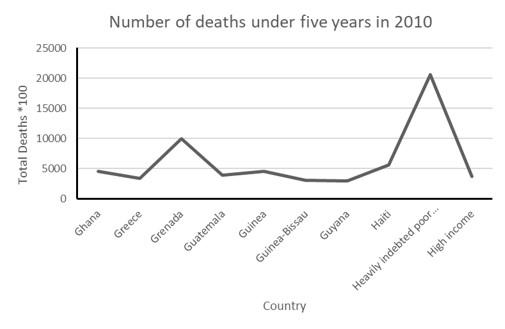 Number of deaths under five years in 2010
Total Deaths *100
25000
20000
15000
10000
5000
0
Ghana
Greece
Grenada
Guatemala
Guinea
Guinea-Bissau
Guyana
Haiti
Heavily indebted poor...
High income
Country